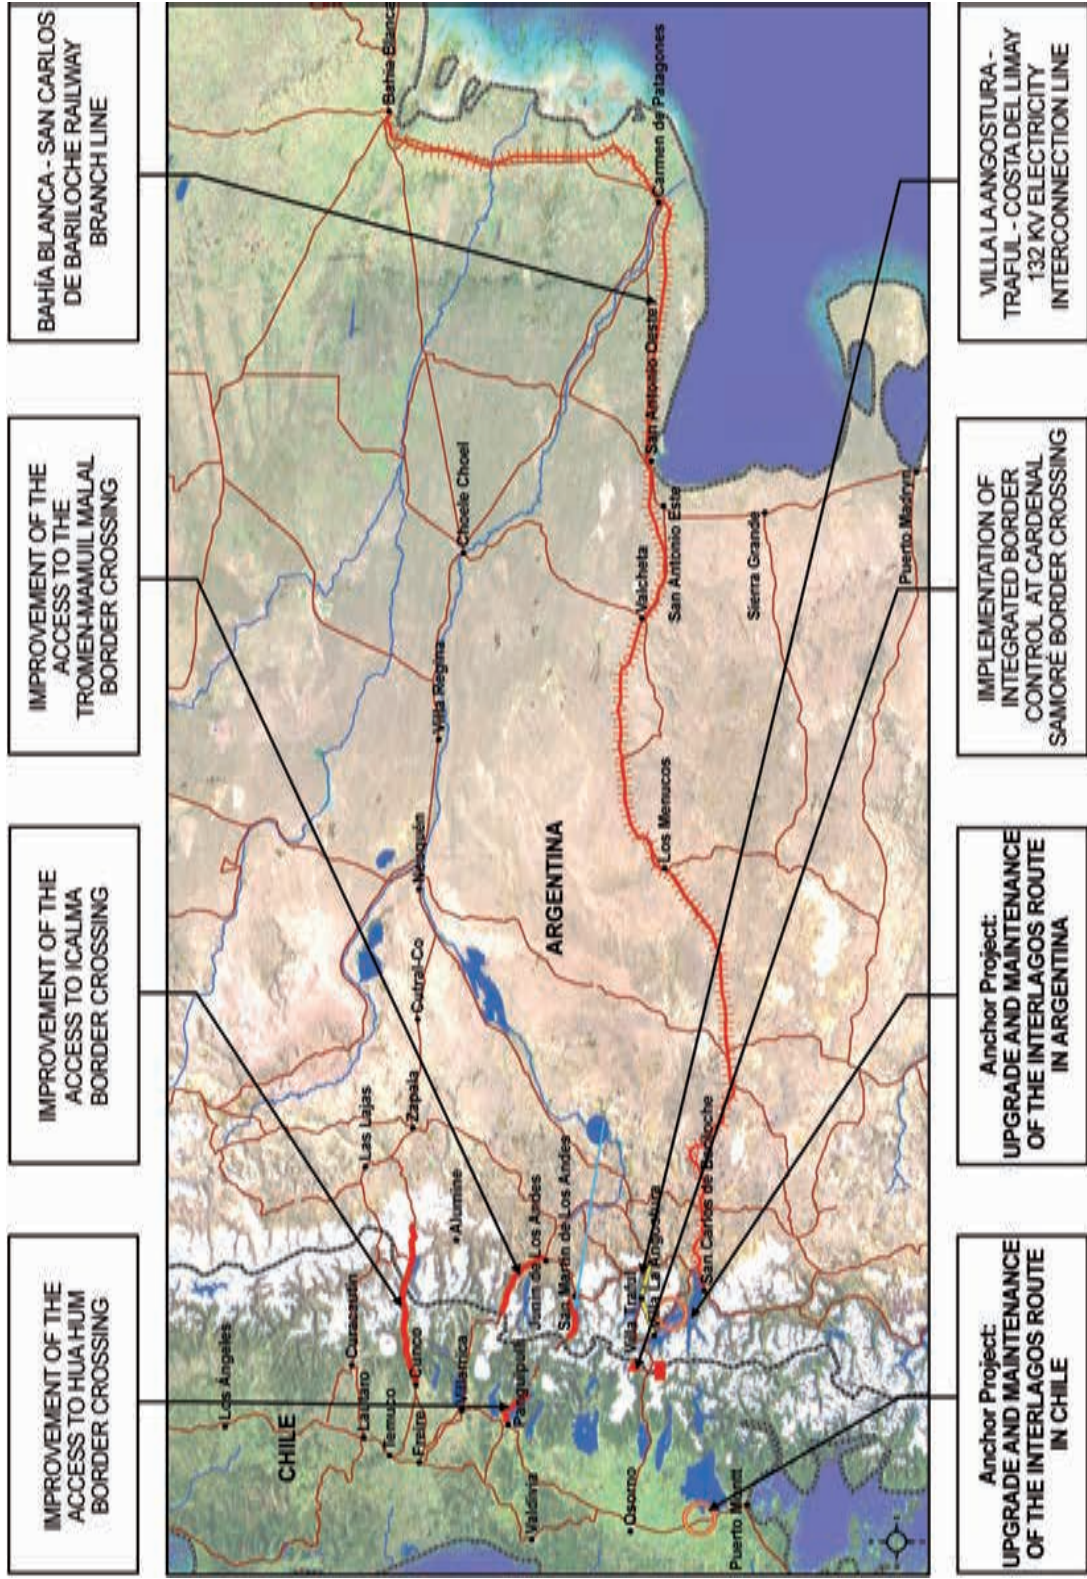 IMPROVEMENT OF THE
ACCESS TO HUA HUM
BORDER CROSSING
IMPROVEMENT OF THE
ACCESS TO ICALMA
BORDER CROSSING
IMPROVEMENT OF THE
ACCESS TO THE
TROMEN-MAMUIL MALAL
BORDER CROSSING
BAHÍA BLANCA - SAN CARLOS
DE BARILOCHE RAILWAY
BRANCH LINE
Los Ángeles
CHILE
Curacautín
Lautaro
Las Lajas
Temuco
Bahía Blanca
Cunco
Freire
Zapala
Cutral-Co
Neuquén
Villa Regina
Aluminé
Villarrica
Choele Choel
Panguipulli
Junín de Los Andes
Valdivia
San Martín de Los Andes
ARGENTINA
Osorno
Villa Traful
Villa La Angostura
Valcheta
San Antonio Oeste
Carmen de Patagones
Los Menucos
San Antonio Este
San Carlos de Bariloche
Puerto Montt
Sierra Grande
Puerto Madryn
Anchor Project:
UPGRADE AND MAINTENANCE
OF THE INTERLAGOS ROUTE
IN CHILE
Anchor Project:
UPGRADE AND MAINTENANCE
OF THE INTERLAGOS ROUTE
IN ARGENTINA
IMPLEMENTATION OF
INTEGRATED BORDER
CONTROL AT CARDENAL
SAMORÉ BORDER CROSSING
VILLA LA ANGOSTURA -
TRAFUL - COSTA DEL LIMAY
132 KV ELECTRICITY
INTERCONNECTION LINE